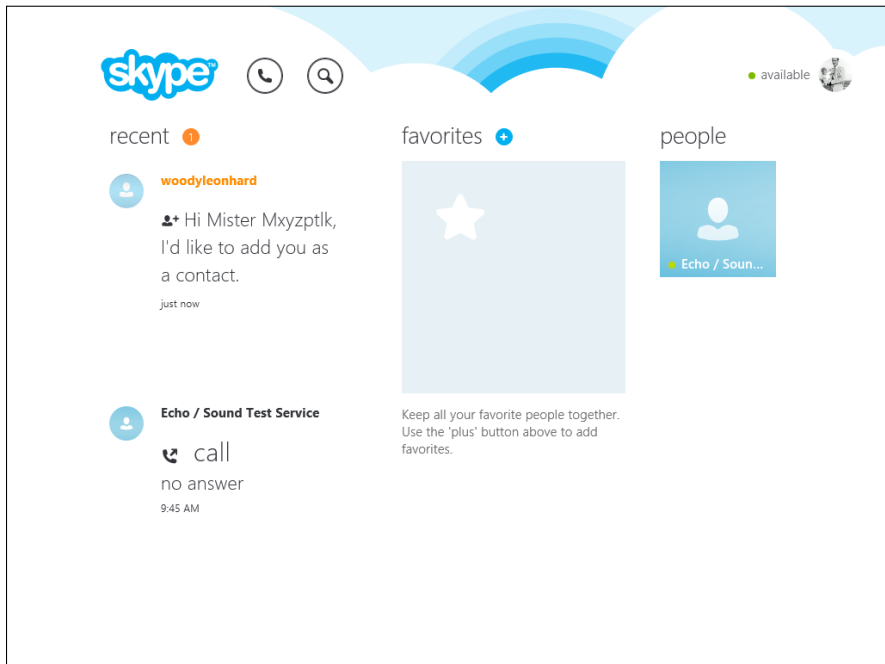 skype™
available
recent 1
favorites
people
woodyleonhard
Hi Mister Mxyzptlk,
I'd like to add you as
a contact.
just now
Echo / Soun...
Echo / Sound Test Service
call
no answer
9:45 AM
Keep all your favorite people together.
Use the 'plus' button above to add
favorites.